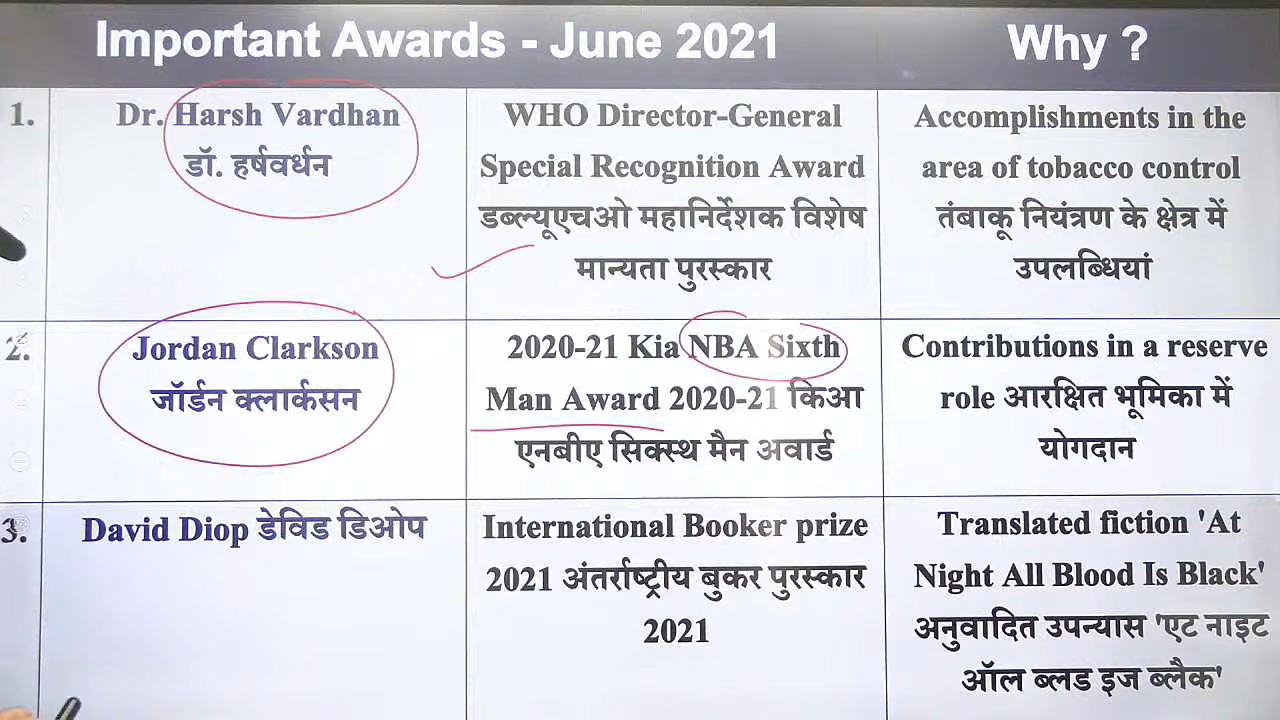 Important Awards - June 2021
Why ?
1.
Dr. Harsh Vardhan
डॉ. हर्षवर्धन
WHO Director-General
Special Recognition Award
डब्ल्यूएचओ महानिर्देशक विशेष
मान्यता पुरस्कार
Accomplishments in the
area of tobacco control
तंबाकू नियंत्रण के क्षेत्र में
उपलब्धियां
2.
Jordan Clarkson
जॉर्डन क्लार्कसन
2020-21 Kia NBA Sixth
Man Award 2020-21 किआ
एनबीए सिक्स्थ मैन अवार्ड
Contributions in a reserve
role आरक्षित भूमिका में
योगदान
3.
David Diop डेविड डिओप
International Booker prize
2021 अंतर्राष्ट्रीय बुकर पुरस्कार
2021
Translated fiction 'At
Night All Blood Is Black'
अनुवादित उपन्यास 'एट नाइट
ऑल ब्लड इज ब्लैक'